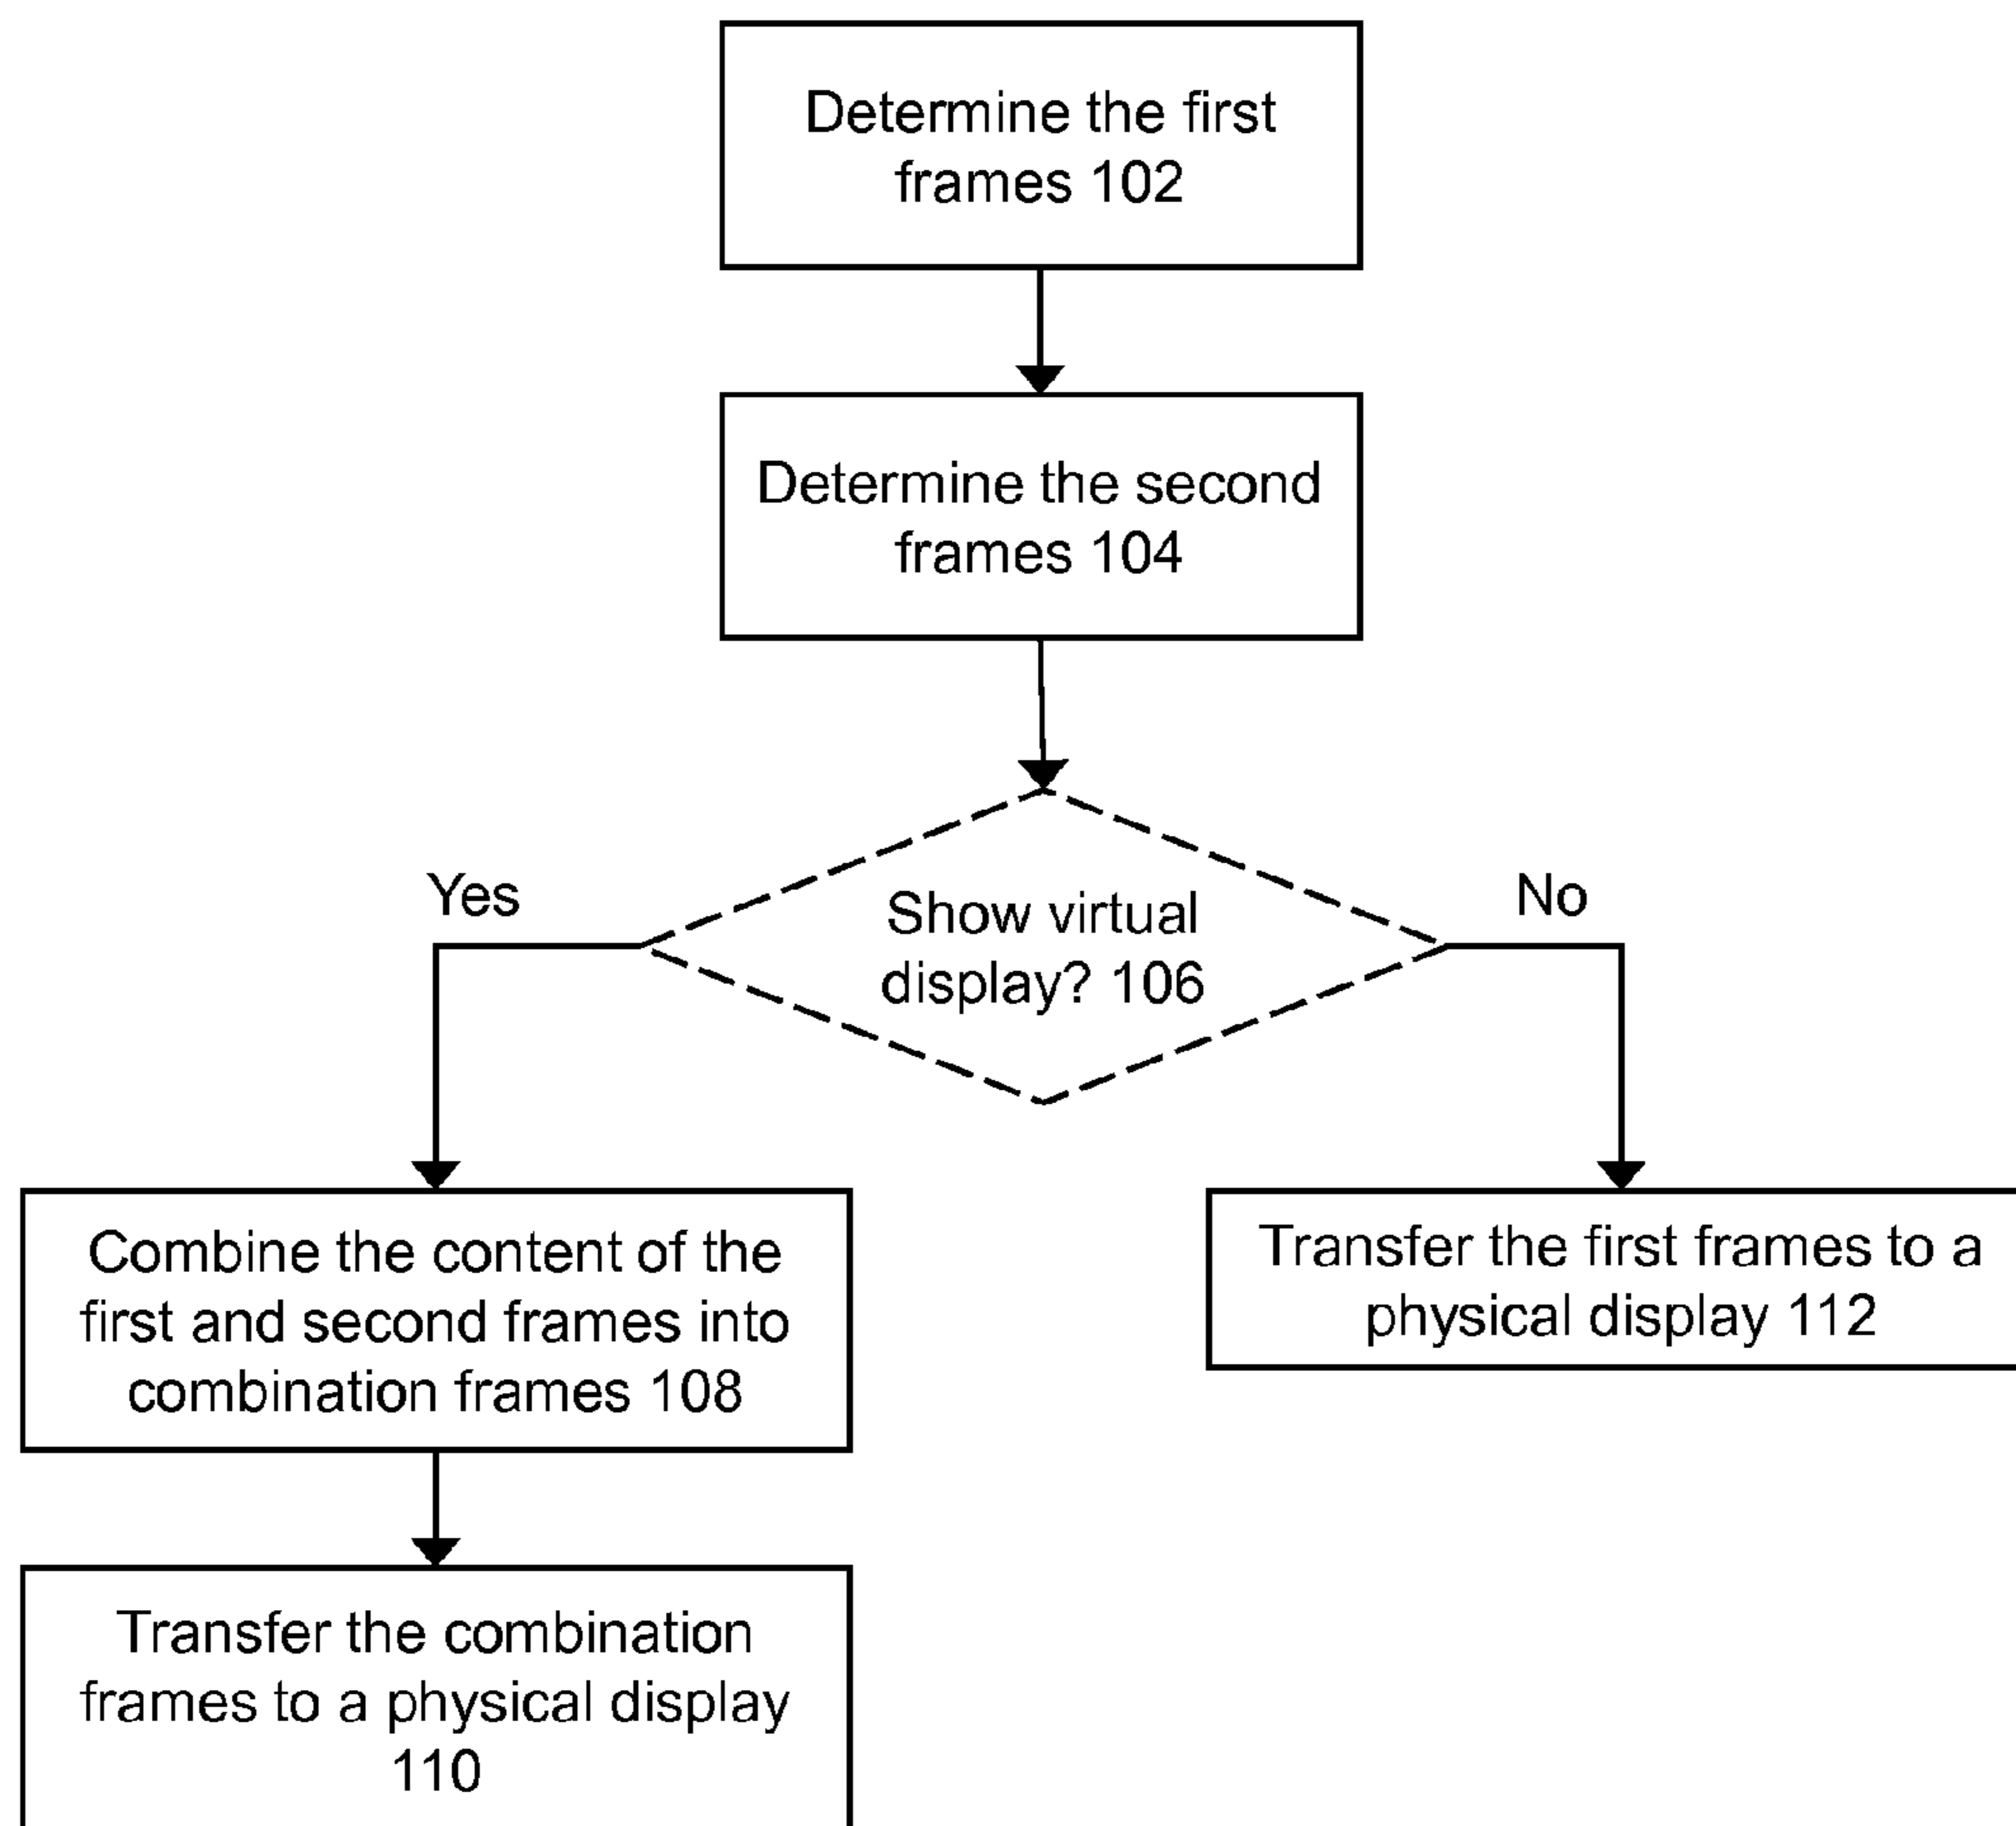 Determine the first
frames 102
Determine the second
frames 104
Yes
Show virtual
display? 106
No
Combine the content of the
first and second frames into
combination frames 108
Transfer the first frames to a
physical display 112
Transfer the combination
frames to a physical display
110